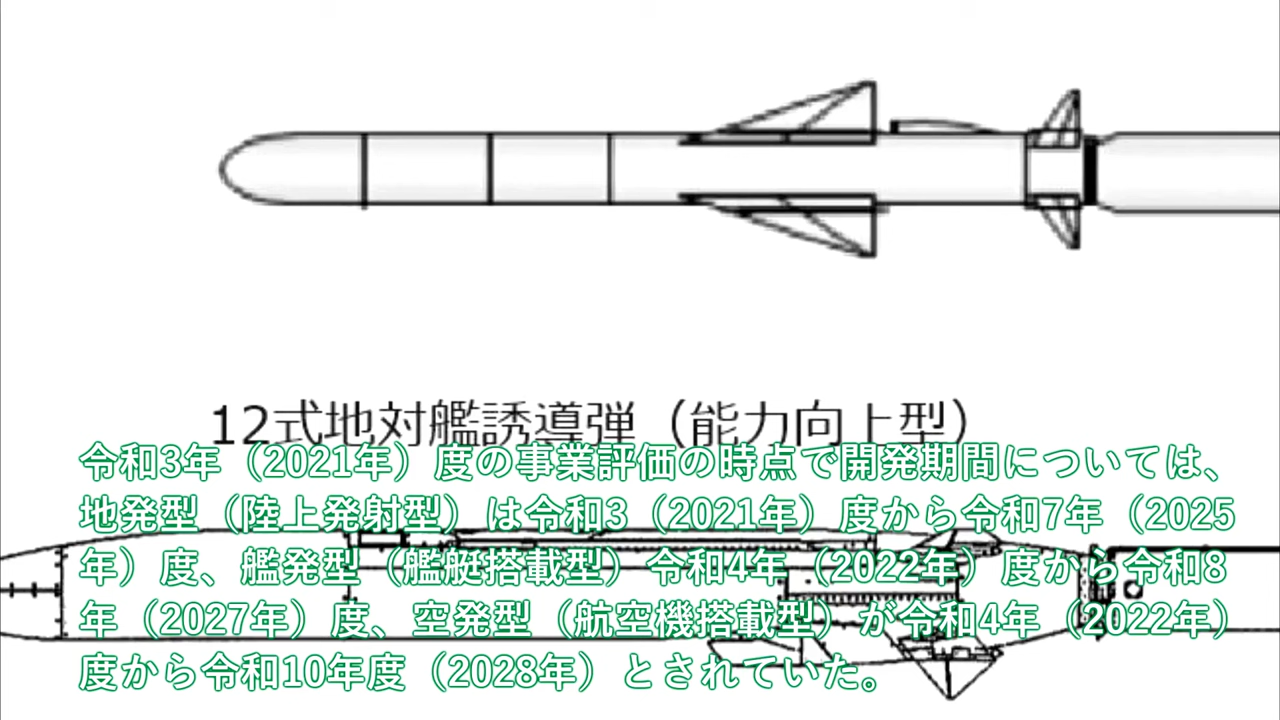 12式地対艦誘導弾（能力向上型）
令和3年（2021年）度の事業評価の時点で開発期間については、
地発型（陸上発射型）は令和3（2021年）度から令和7年（2025
年）度、艦発型（艦艇搭載型）令和4年（2022年）度から令和8
年（2027年）度、空発型（航空機搭載型）が令和4年（2022年）
度から令和10年度（2028年）とされていた。